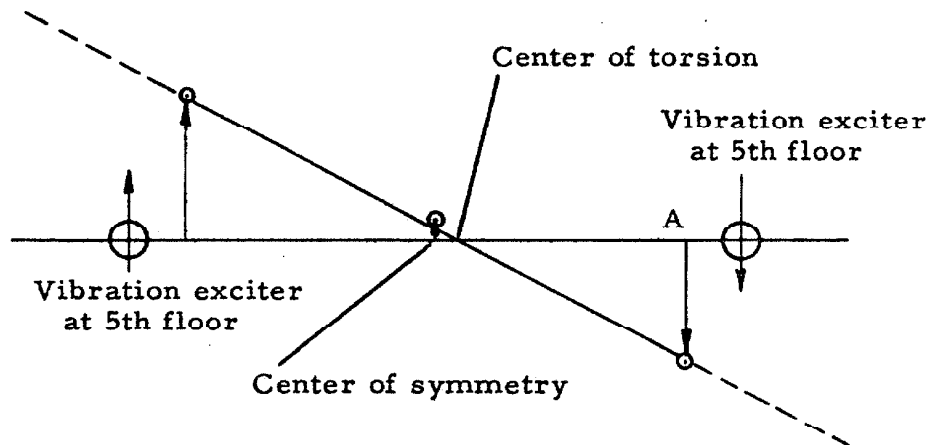 Center of torsion
Vibration exciter
at 5th floor
A
Vibration exciter
at 5th floor
Center of symmetry